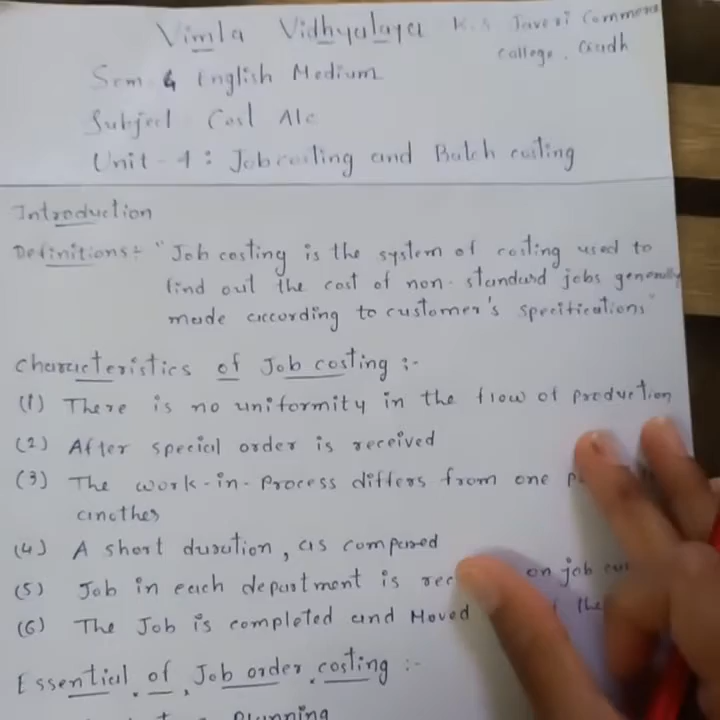 Vimla Vidhyalaya K.S Javeri Commerce
College,
Sem 4 English Medium
Subject Cost A/c
Unit-1: Job costing and Batch costing
Introduction
Definitions:- "Job costing is the system of costing used to
find out the cost of non-standard jobs generally
made according to customer's specifications"
Characteristics of Job costing :-
(1) There is no uniformity in the flow of production
(2) After special order is received
(3) The work-in-Process differs from one
another
(4) A short duration, as compared
(5) Job in each department is on job
(6) The Job is completed and Moved the
Essential of Job order costing :-
Planning